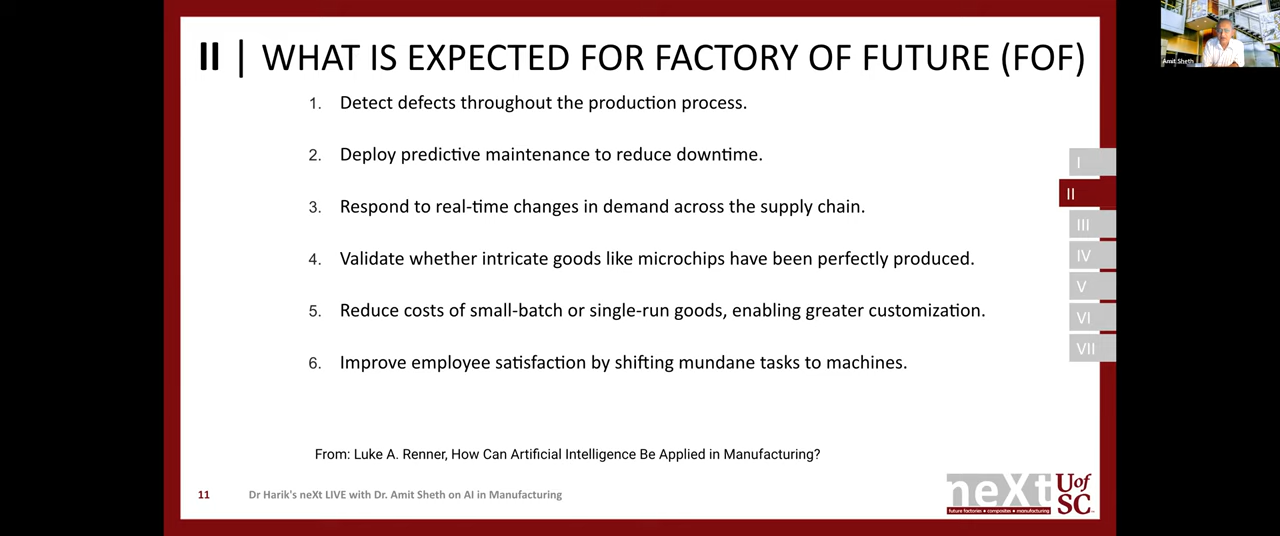 II | WHAT IS EXPECTED FOR FACTORY OF FUTURE (FOF)
1. Detect defects throughout the production process.
2. Deploy predictive maintenance to reduce downtime.
3. Respond to real-time changes in demand across the supply chain.
4. Validate whether intricate goods like microchips have been perfectly produced.
5. Reduce costs of small-batch or single-run goods, enabling greater customization.
6. Improve employee satisfaction by shifting mundane tasks to machines.
From: Luke A. Renner, How Can Artificial Intelligence Be Applied in Manufacturing?
11 Dr Harik's neXt LIVE with Dr. Amit Sheth on AI in Manufacturing
neXt
future factories • composites • manufacturing
U of
SC
Amit Sheth
I
II
III
IV
V
VI
VII